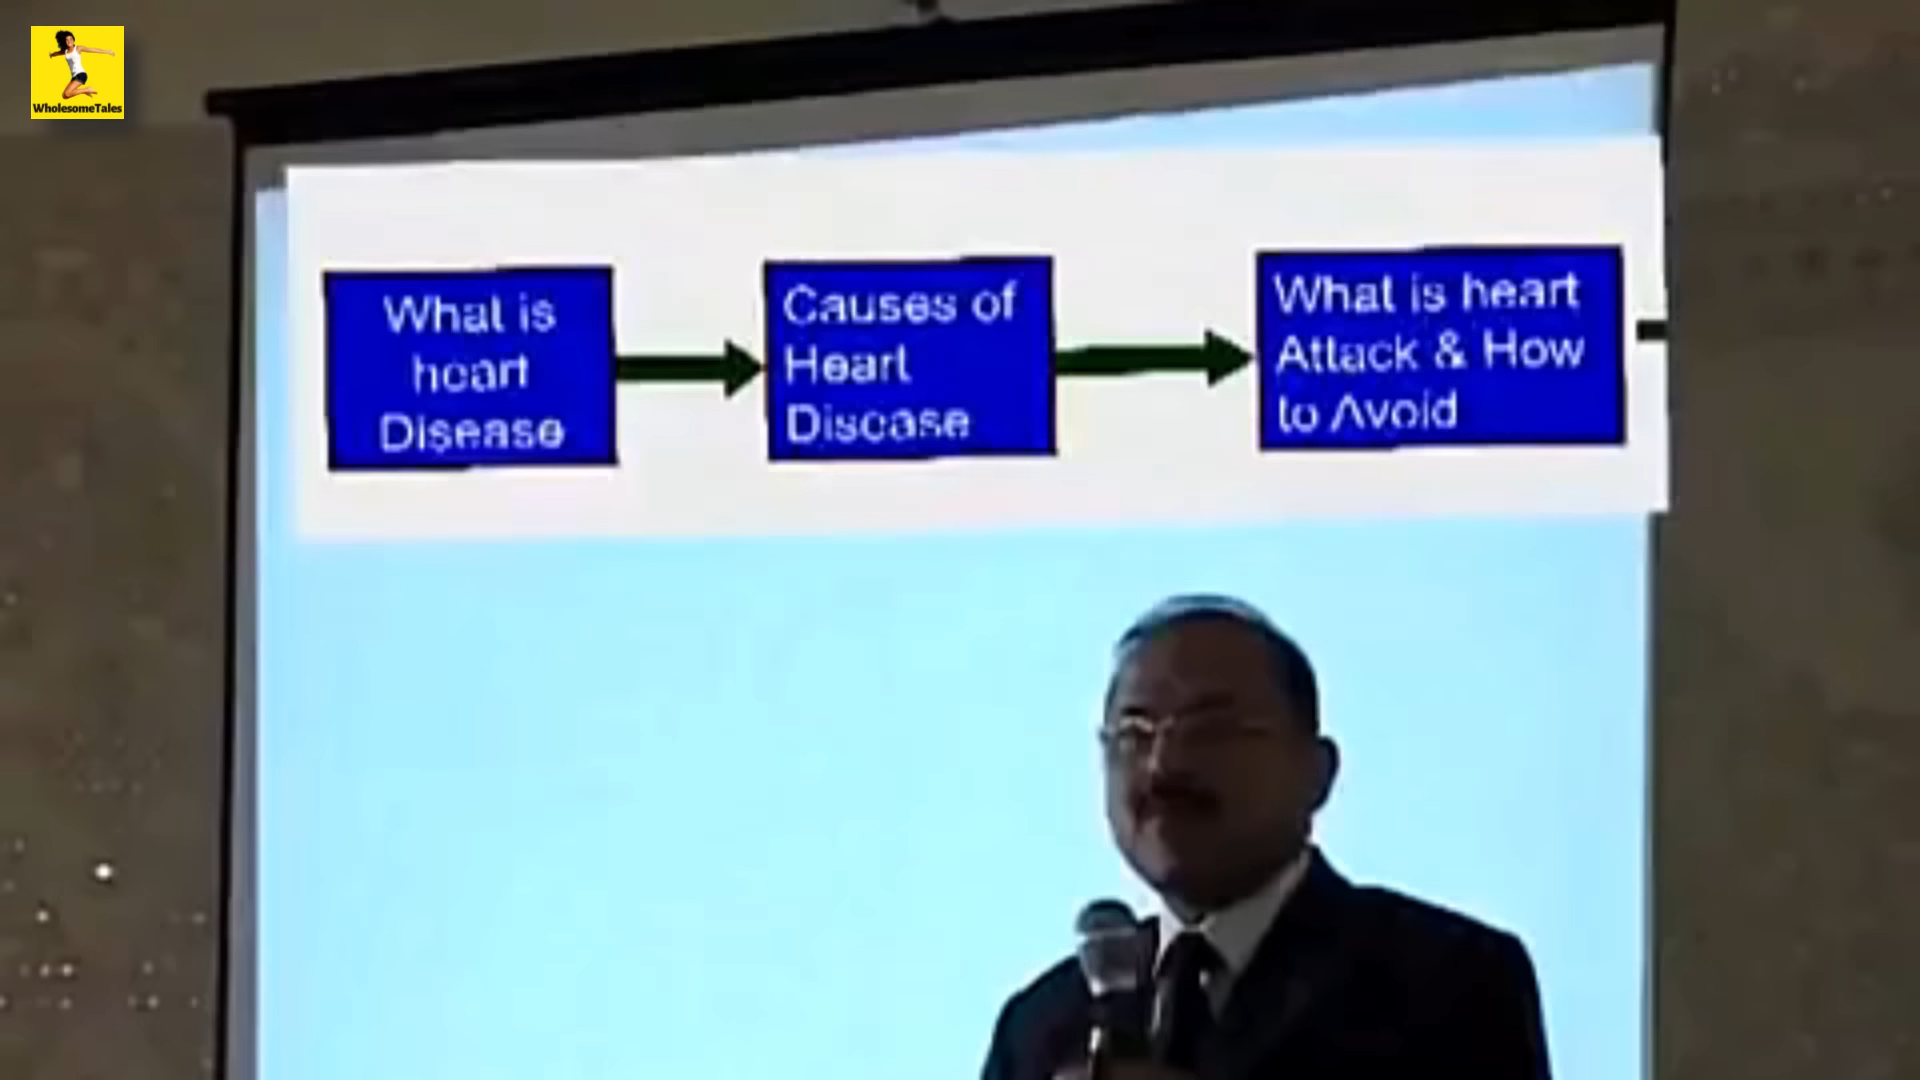 WholesomeTales
What is
heart
Disease
Causes of
Heart
Disease
What is heart
Attack & How
to Avoid